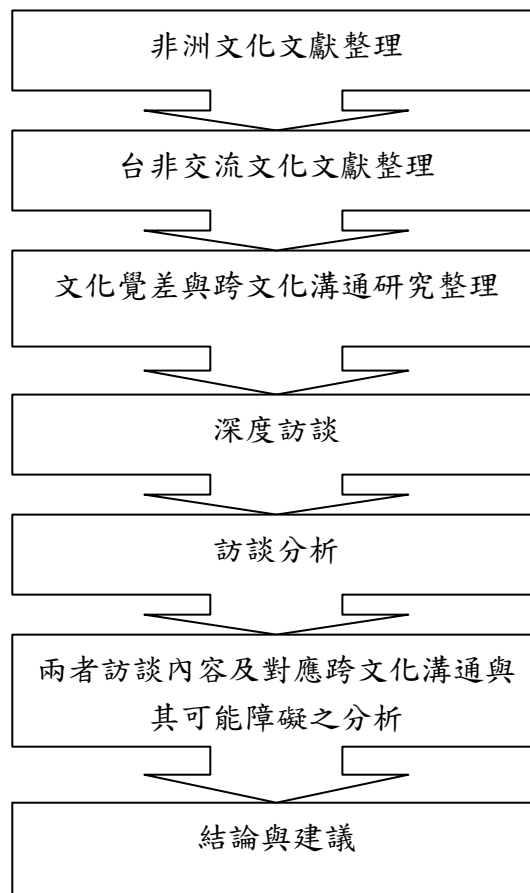 非洲文化文獻整理
台非交流文化文獻整理
文化覺差與跨文化溝通研究整理
深度訪談
訪談分析
兩者訪談內容及對應跨文化溝通與
其可能障礙之分析
結論與建議